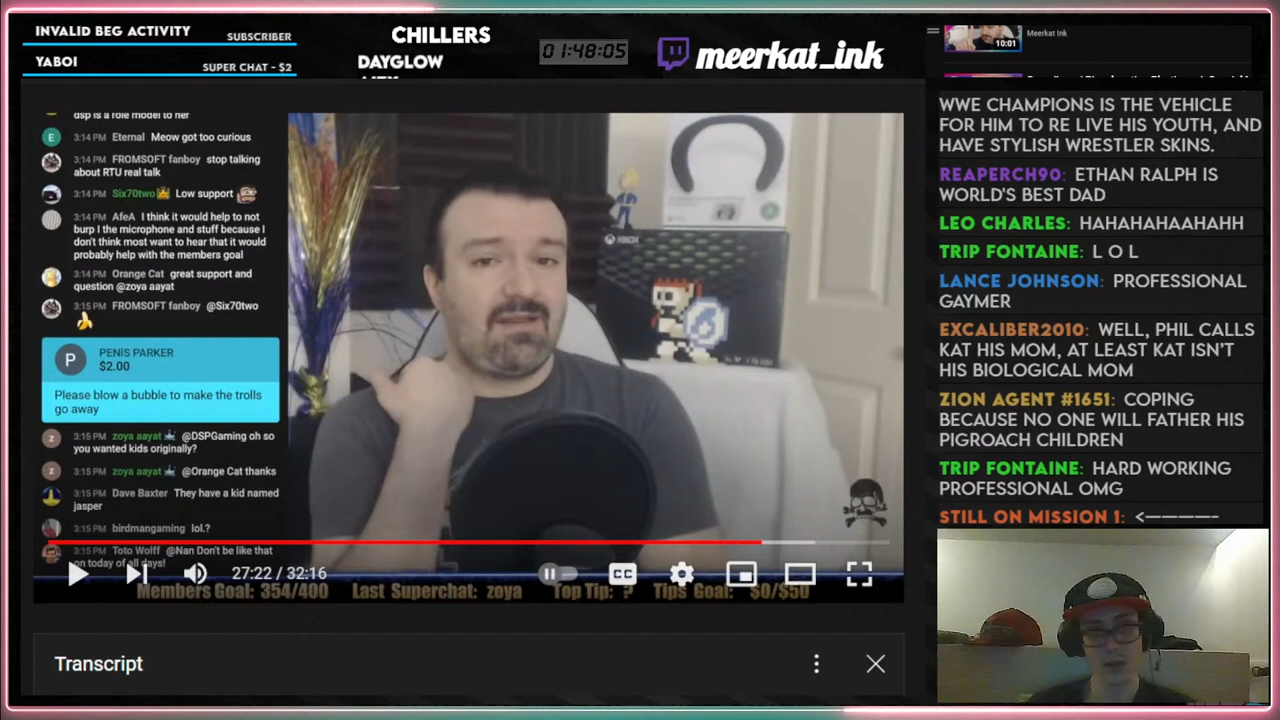 INVALID BEG ACTIVITY
SUBSCRIBER
YABOI
SUPER CHAT - $2
CHILLERS
DAYGLOW
01:48:05
meerkat_ink
10:01
Meerkat Ink
dsp is a role model to her
E
3:14 PM Eternal Meow got too curious
3:14 PM FROMSOFT fanboy stop talking
about RTU real talk
3:14 PM Six70two Low support
3:14 PM AfeA I think it would help to not
burp I the microphone and stuff because I
don't think most want to hear that it would
probably help with the members goal
3:14 PM Orange Cat great support and
question @zoya aayat
3:15 PM FROMSOFT fanboy @Six70two
P
PENIS PARKER
$2.00
Please blow a bubble to make the trolls
go away
z
3:15 PM zoya aayat @DSPGaming oh so
you wanted kids originally?
z
3:15 PM zoya aayat @Orange Cat thanks
3:15 PM Dave Baxter They have a kid named
jasper
3:15 PM birdmangaming lol.?
3:15 PM Toto Wolff @Nan Don't be like that
on today of all days!
XBOX
27:22 / 32:16
CC
Members Goal: 354/400
Last Superchat: zoya
Top Tip: ?
Tips Goal: $0/$50
Transcript
WWE CHAMPIONS IS THE VEHICLE
FOR HIM TO RE LIVE HIS YOUTH, AND
HAVE STYLISH WRESTLER SKINS.
REAPERCH90: ETHAN RALPH IS
WORLD'S BEST DAD
LEO CHARLES: HAHAHAHAAHAHH
TRIP FONTAINE: L O L
LANCE JOHNSON: PROFESSIONAL
GAYMER
EXCALIBER2010: WELL, PHIL CALLS
KAT HIS MOM, AT LEAST KAT ISN'T
HIS BIOLOGICAL MOM
ZION AGENT #1651: COPING
BECAUSE NO ONE WILL FATHER HIS
PIGROACH CHILDREN
TRIP FONTAINE: HARD WORKING
PROFESSIONAL OMG
STILL ON MISSION 1: <————-